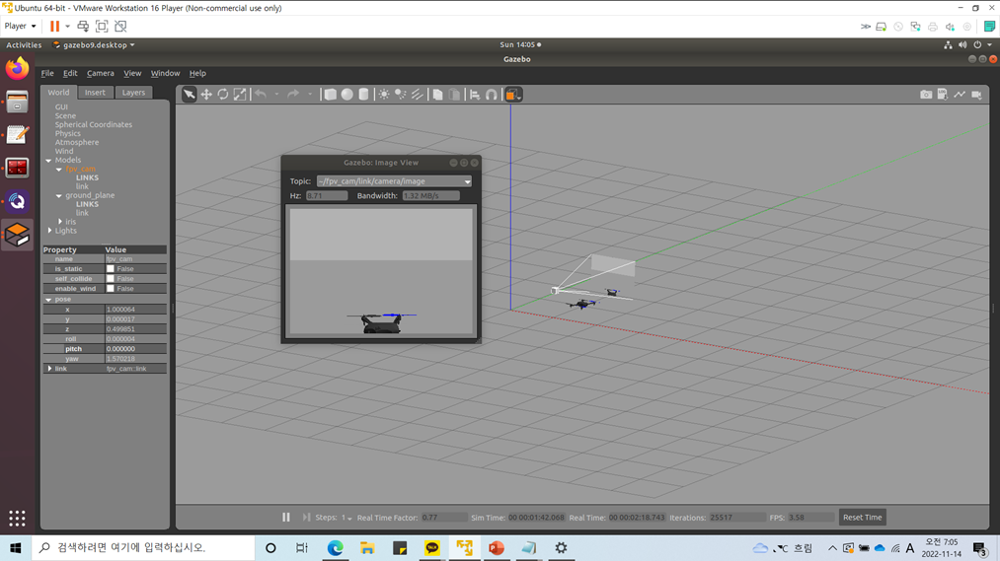 Ubuntu 64-bit - VMware Workstation 16 Player (Non-commercial use only)
Player
Activities
gazebo9.desktop
Sun 14:05
Gazebo
File Edit Camera View Window Help
World Insert Layers
GUI
Scene
Spherical Coordinates
Physics
Atmosphere
Wind
Models
fpv_cam
LINKS
link
ground_plane
LINKS
link
iris
Lights
Property Value
name fpv_cam
is_static False
self_collide False
enable_wind False
pose
x 1.000064
y 0.000017
z 0.499851
roll 0.000004
pitch 0.000000
yaw 1.570218
link fpv_cam::link
Gazebo: Image View
Topic: ~/fpv_cam/link/camera/image
Hz: 8.71 Bandwidth: 1.32 MB/s
Steps: 1 Real Time Factor: 0.77 Sim Time: 00 00:01:42.068 Real Time: 00 00:02:18.743 Iterations: 25517 FPS: 3.58 Reset Time
검색하려면 여기에 입력하십시오.
TALK
℃ 흐림
A
오전 7:05
2022-11-14
3